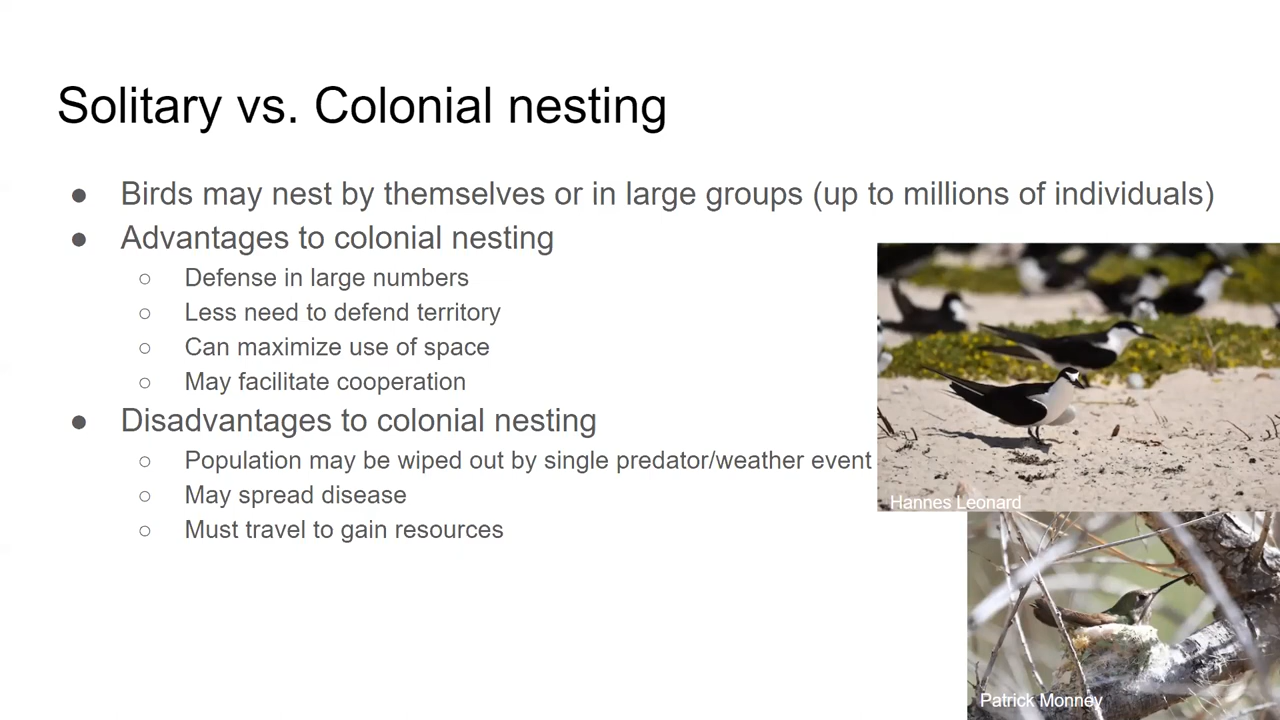 Solitary vs. Colonial nesting
● Birds may nest by themselves or in large groups (up to millions of individuals)
● Advantages to colonial nesting
○ Defense in large numbers
○ Less need to defend territory
○ Can maximize use of space
○ May facilitate cooperation
● Disadvantages to colonial nesting
○ Population may be wiped out by single predator/weather event
○ May spread disease
○ Must travel to gain resources
Hannes Leonard
Patrick Monney